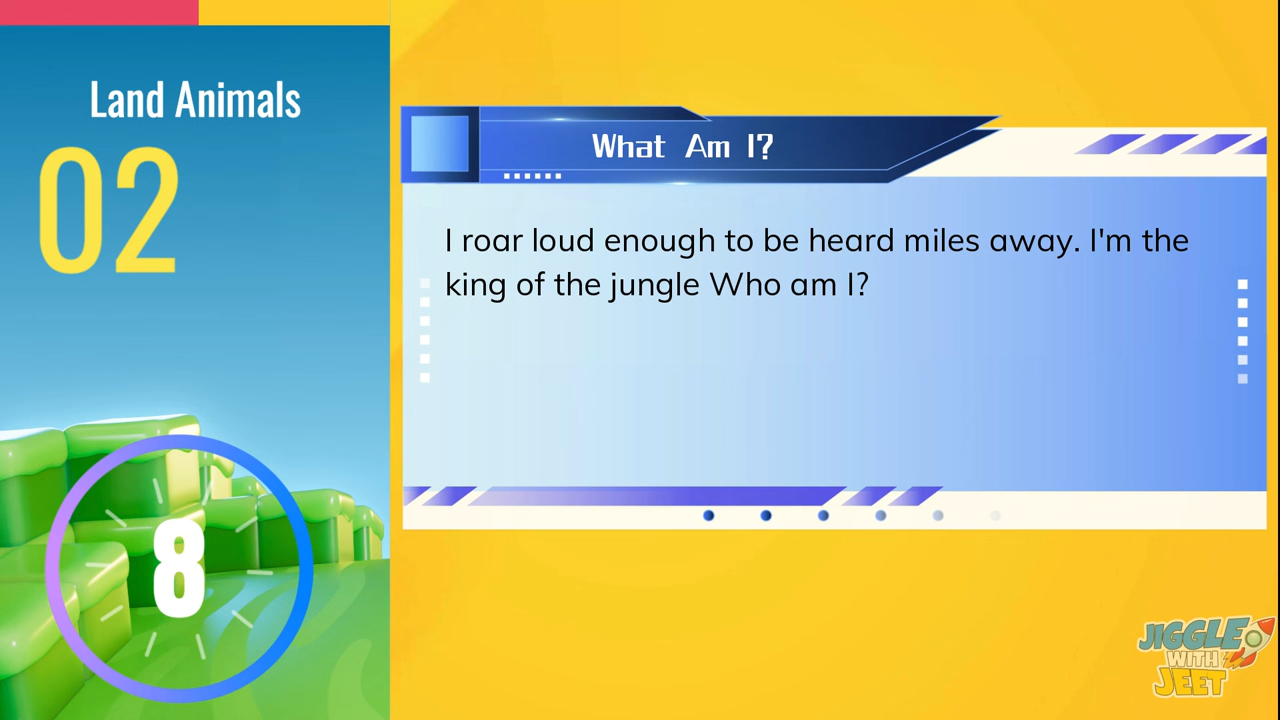 Land Animals
02
What Am I?
I roar loud enough to be heard miles away. I'm the
king of the jungle Who am I?
8
JIGGLE
WITH
JEET